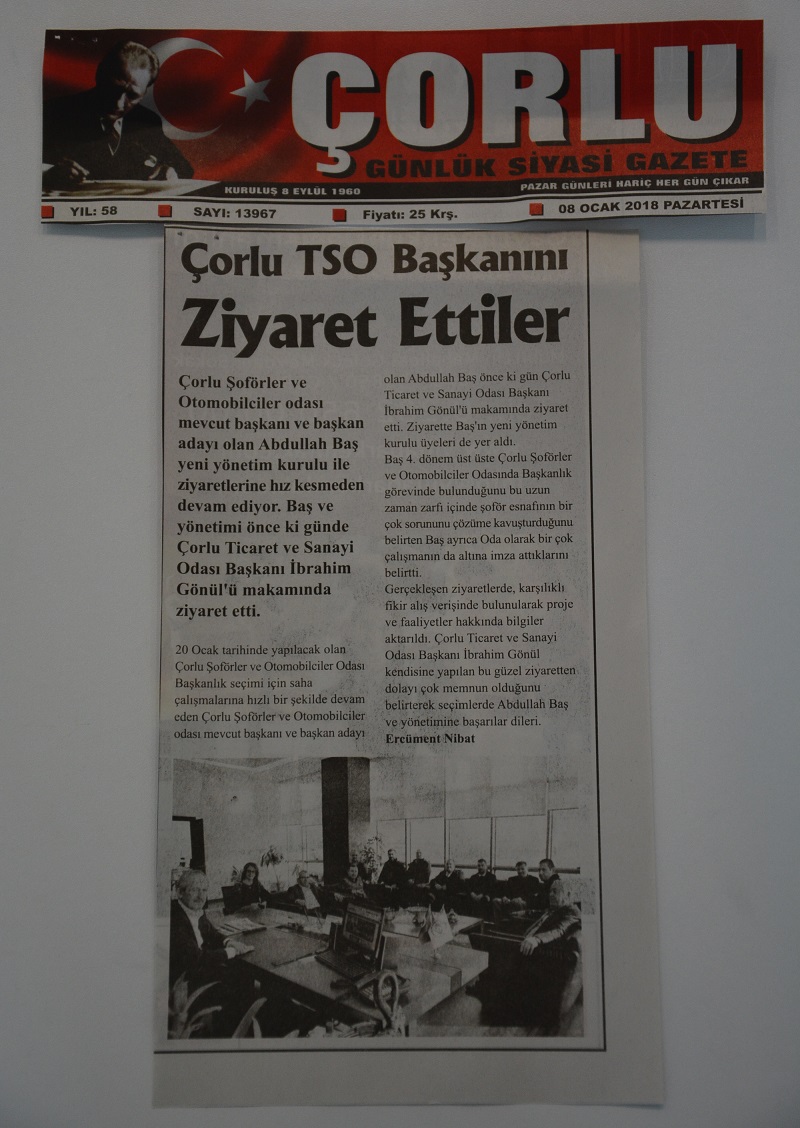 ÇORLU
GÜNLÜK SİYASİ GAZETE
KURULUŞ 8 EYLÜL 1960
PAZAR GÜNLERİ HARİÇ HER GÜN ÇIKAR
YIL: 58
SAYI: 13967
Fiyatı: 25 Krş.
08 OCAK 2018 PAZARTESİ
Çorlu TSO Başkanını
Ziyaret Ettiler
Çorlu Şoförler ve
Otomobilciler odası
mevcut başkanı ve başkan
adayı olan Abdullah Baş
yeni yönetim kurulu ile
ziyaretlerine hız kesmeden
devam ediyor. Baş ve
yönetimi önce ki günde
Çorlu Ticaret ve Sanayi
Odası Başkanı İbrahim
Gönül'ü makamında
ziyaret etti.
20 Ocak tarihinde yapılacak olan
Çorlu Şoförler ve Otomobilciler Odası
Başkanlık seçimi için saha
çalışmalarına hızlı bir şekilde devam
eden Çorlu Şoförler ve Otomobilciler
odası mevcut başkanı ve başkan adayı
olan Abdullah Baş önce ki gün Çorlu
Ticaret ve Sanayi Odası Başkanı
İbrahim Gönül'ü makamında ziyaret
etti. Ziyarette Baş'ın yeni yönetim
kurulu üyeleri de yer aldı.
Baş 4. dönem üst üste Çorlu Şoförler
ve Otomobilciler Odasında Başkanlık
görevinde bulunduğunu bu uzun
zaman zarfı içinde şoför esnafının bir
çok sorununu çözüme kavuşturduğunu
belirten Baş ayrıca Oda olarak bir çok
çalışmanın da altına imza attıklarını
belirtti.
Gerçekleşen ziyaretlerde, karşılıklı
fikir alış verişinde bulunularak proje
ve faaliyetler hakkında bilgiler
aktarıldı. Çorlu Ticaret ve Sanayi
Odası Başkanı İbrahim Gönül
kendisine yapılan bu güzel ziyaretten
dolayı çok memnun olduğunu
belirterek seçimlerde Abdullah Baş
ve yönetimine başarılar dileri.
Ercüment Nibat